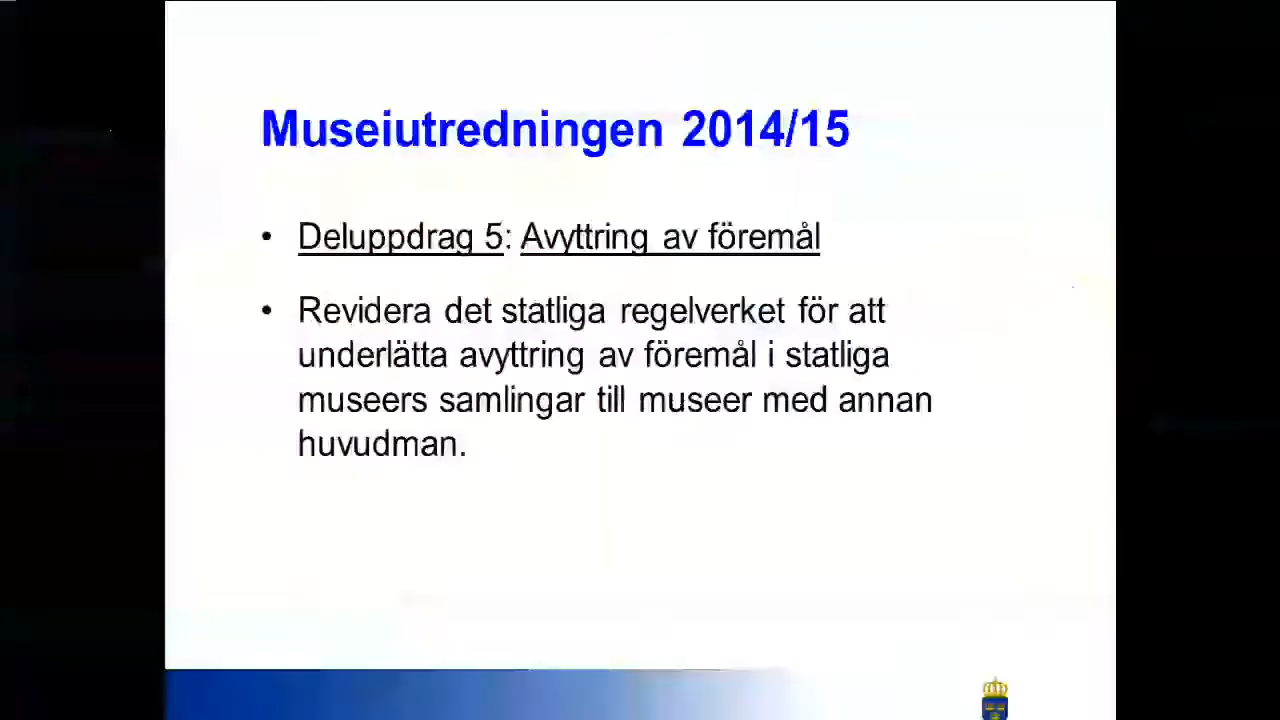 Museiutredningen 2014/15
• Deluppdrag 5: Avyttring av föremål
• Revidera det statliga regelverket för att
underlätta avyttring av föremål i statliga
museers samlingar till museer med annan
huvudman.